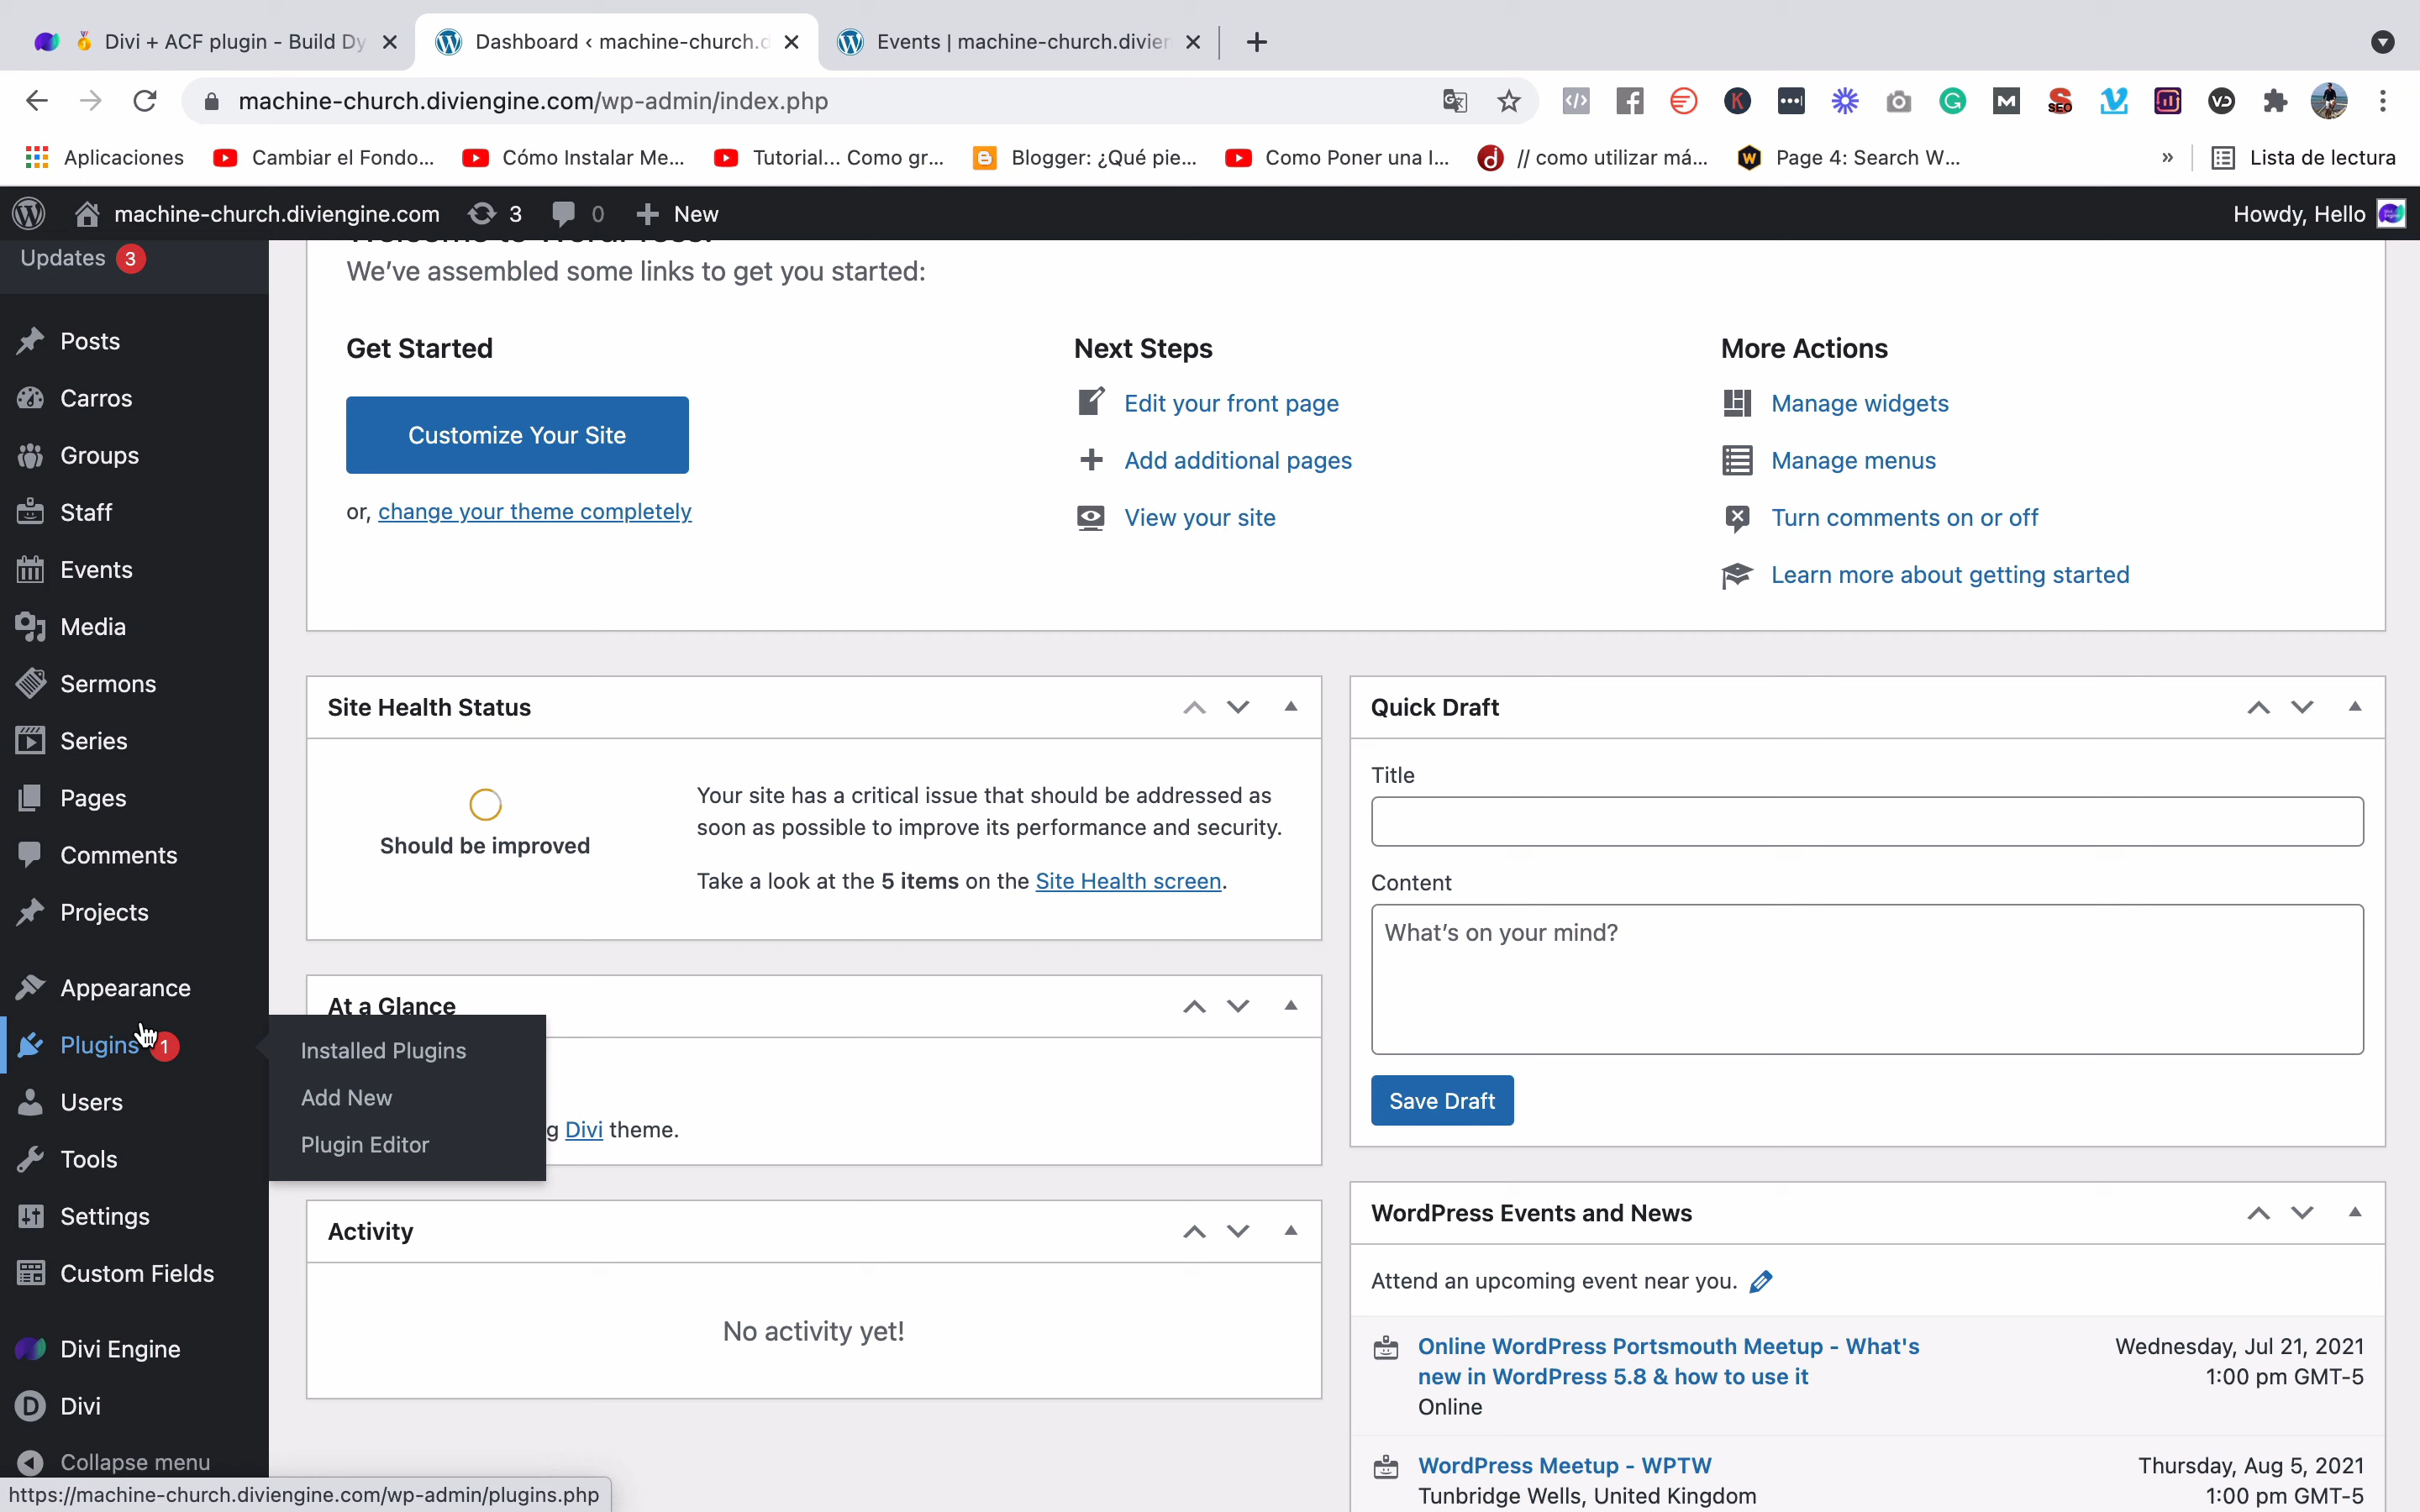 Divi + ACF plugin - Build Dy
Dashboard ‹ machine-church.d
Events | machine-church.divien
machine-church.diviengine.com/wp-admin/index.php
Aplicaciones
Cambiar el Fondo...
Cómo Instalar Me...
Tutorial... Como gr...
Blogger: ¿Qué pie...
Como Poner una I...
// como utilizar má...
Page 4: Search W...
»
Lista de lectura
machine-church.diviengine.com
3
0
New
Howdy, Hello
Updates 3
Posts
Carros
Groups
Staff
Events
Media
Sermons
Series
Pages
Comments
Projects
Appearance
Plugins 1
Users
Tools
Settings
Custom Fields
Divi Engine
Divi
Collapse menu
Installed Plugins
Add New
Plugin Editor
We've assembled some links to get you started:
Get Started
Customize Your Site
or, change your theme completely
Next Steps
Edit your front page
Add additional pages
View your site
More Actions
Manage widgets
Manage menus
Turn comments on or off
Learn more about getting started
Site Health Status
Should be improved
Your site has a critical issue that should be addressed as
soon as possible to improve its performance and security.
Take a look at the 5 items on the Site Health screen.
At a Glance
g Divi theme.
Activity
No activity yet!
Quick Draft
Title
Content
What's on your mind?
Save Draft
WordPress Events and News
Attend an upcoming event near you.
Online WordPress Portsmouth Meetup - What's
new in WordPress 5.8 & how to use it
Online
Wednesday, Jul 21, 2021
1:00 pm GMT-5
WordPress Meetup - WPTW
Tunbridge Wells, United Kingdom
Thursday, Aug 5, 2021
1:00 pm GMT-5
https://machine-church.diviengine.com/wp-admin/plugins.php